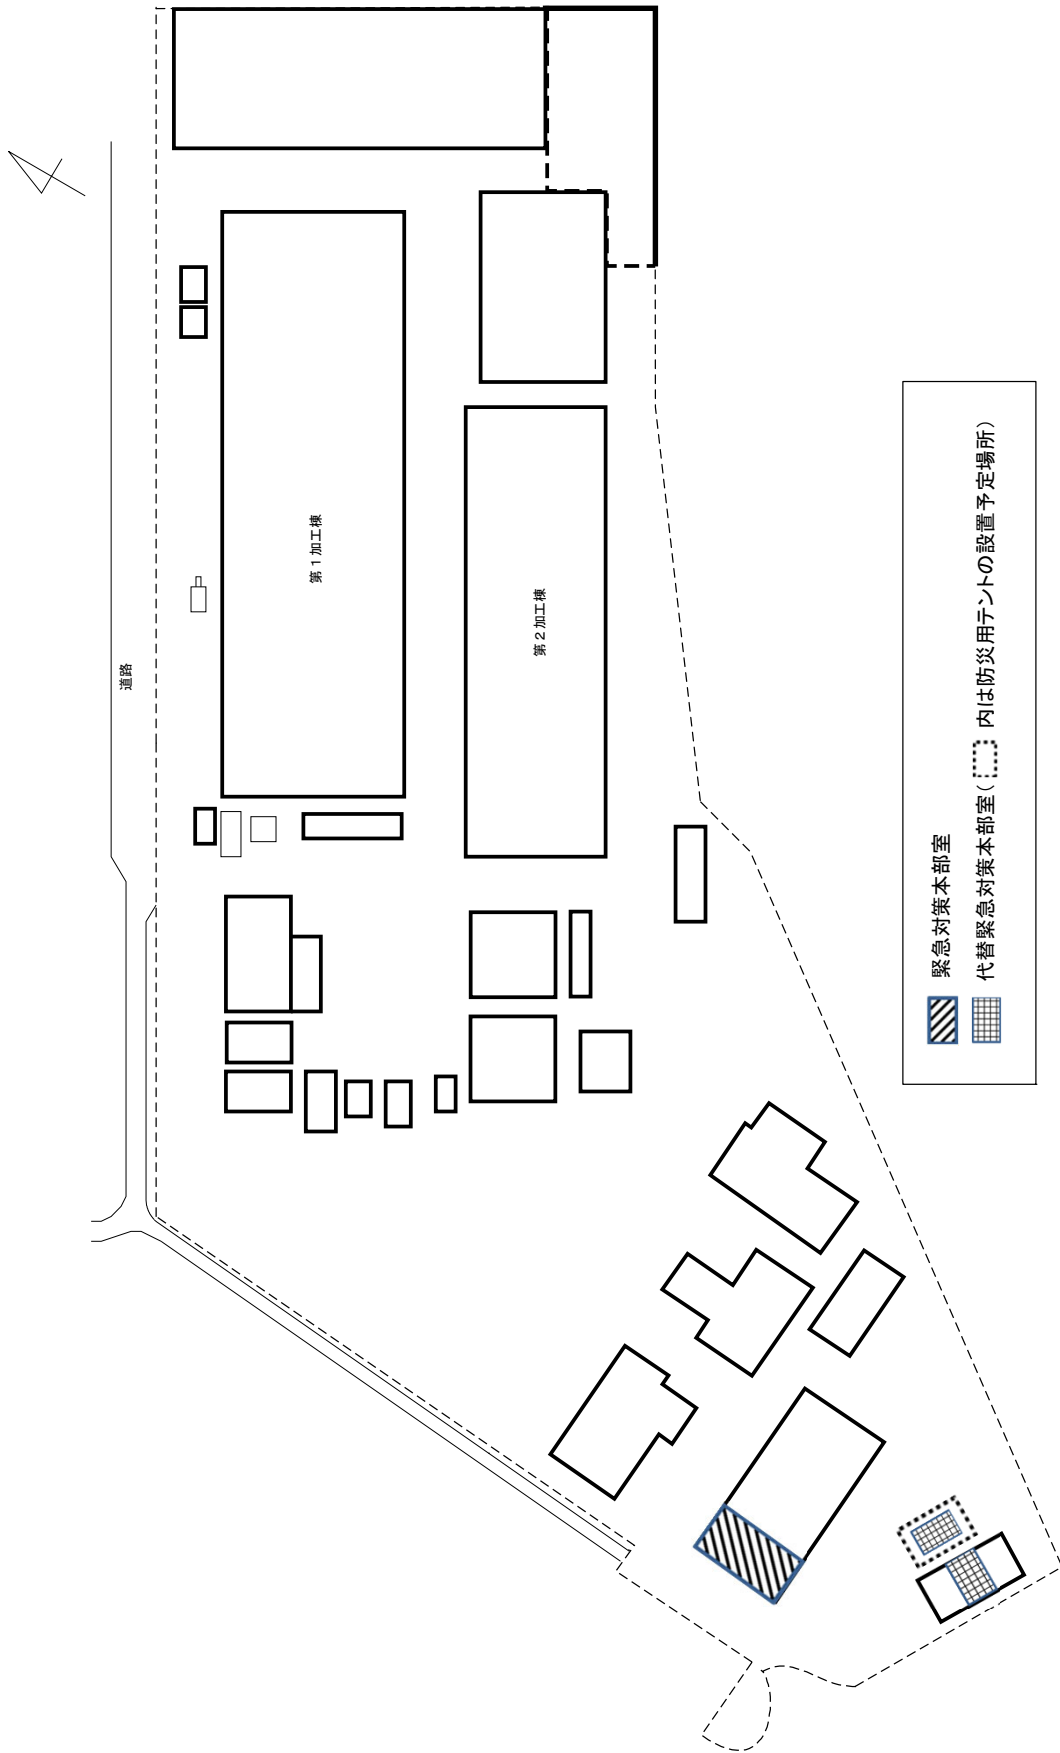 道路
第1加工棟
第2加工棟
緊急対策本部室
代替緊急対策本部室（ 内は防災用テントの設置予定場所）